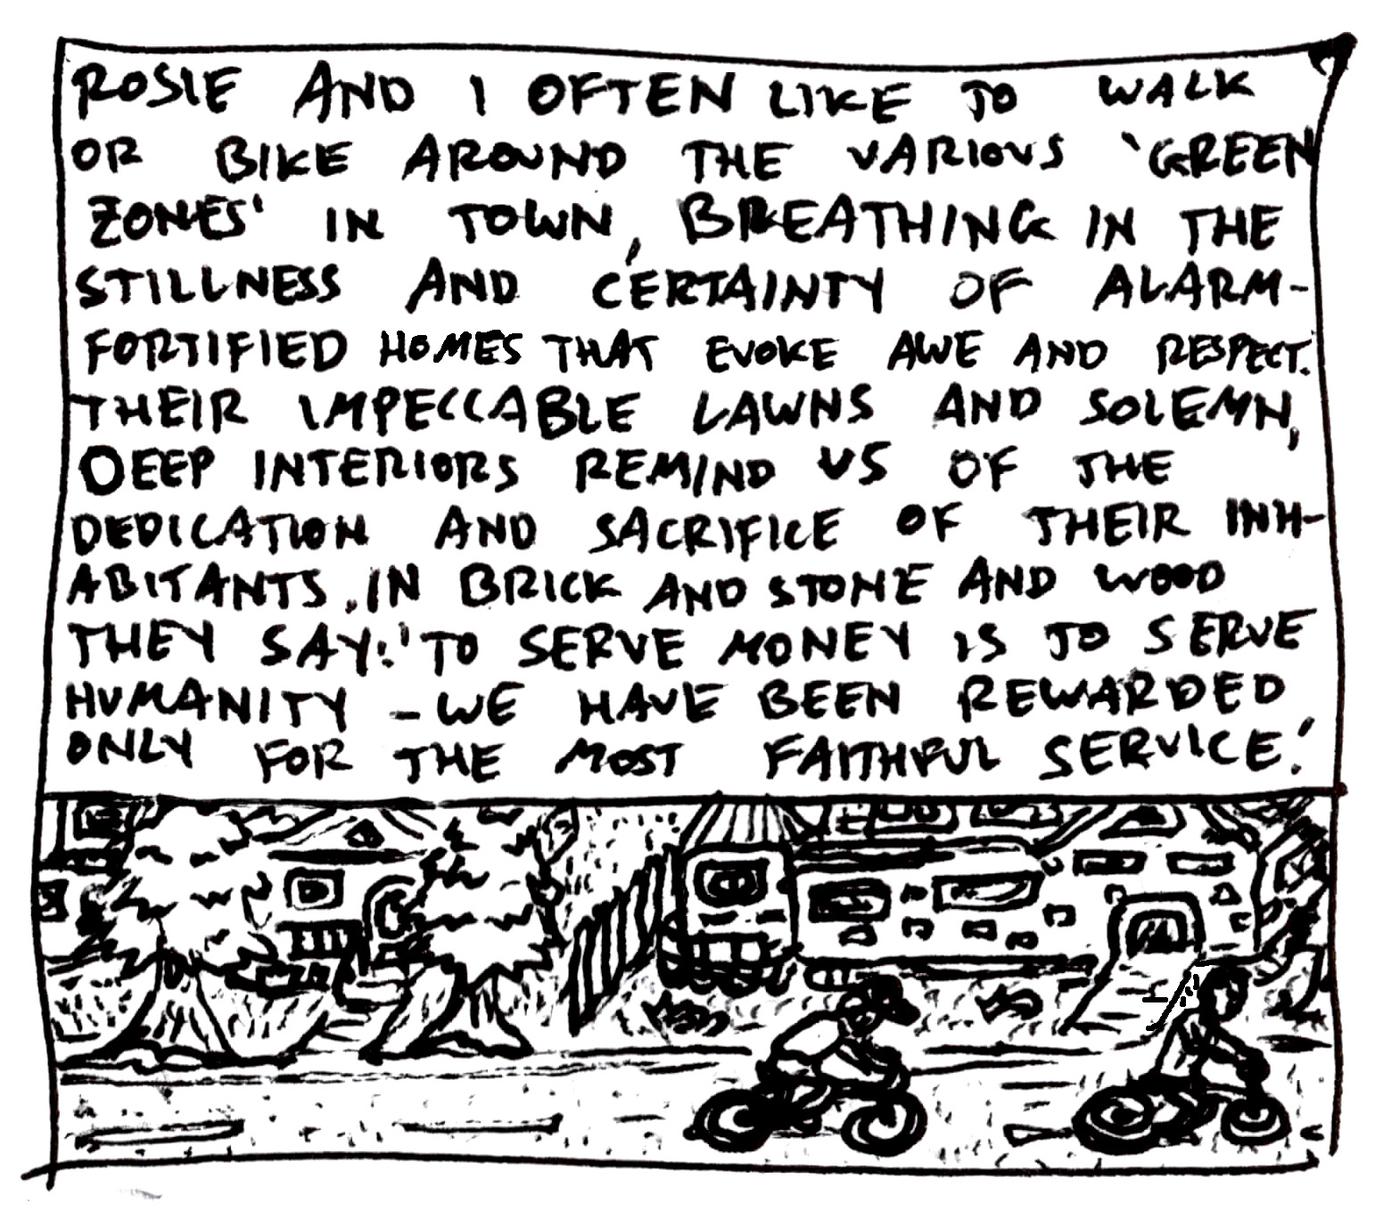 ROSIE AND I OFTEN LIKE TO WALK
OR BIKE AROUND THE VARIOUS 'GREEN
ZONES' IN TOWN, BREATHING IN THE
STILLNESS AND CERTAINTY OF ALARM-
FORTIFIED HOMES THAT EVOKE AWE AND RESPECT.
THEIR IMPECCABLE LAWNS AND SOLEMN,
DEEP INTERIORS REMIND US OF THE
DEDICATION AND SACRIFICE OF THEIR INH-
ABITANTS. IN BRICK AND STONE AND WOOD
THEY SAY: 'TO SERVE MONEY IS TO SERVE
HUMANITY - WE HAVE BEEN REWARDED
ONLY FOR THE MOST FAITHFUL SERVICE.'